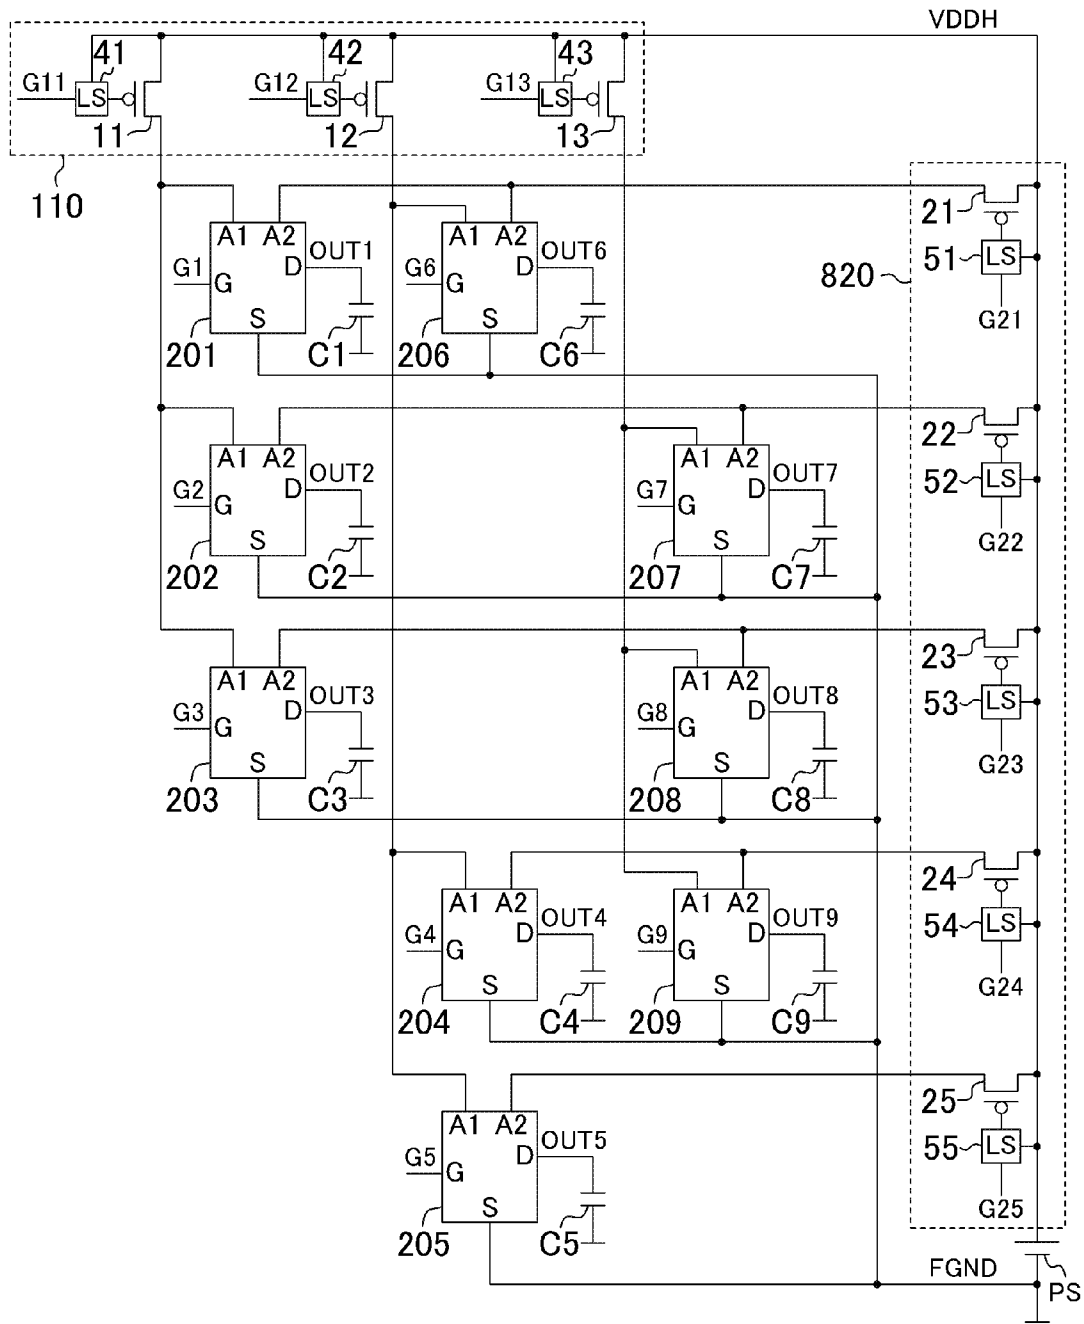 VDDH
41 42 43
G11 LS G12 LS G13 LS
11 12 13
110
A1 A2 OUT1 A1 A2 OUT6 21
G1 G D G6 G D 51 LS
820
S S G21
201 C1 206 C6
A1 A2 OUT2 A1 A2 OUT7 22
G2 G D G7 G D 52 LS
S S G22
202 C2 207 C7
A1 A2 OUT3 A1 A2 OUT8 23
G3 G D G8 G D 53 LS
S S G23
203 C3 208 C8
A1 A2 OUT4 A1 A2 OUT9 24
G4 G D G9 G D 54 LS
S S G24
204 C4 209 C9
A1 A2 OUT5 25
G5 G D 55 LS
S G25
205 C5
FGND PS